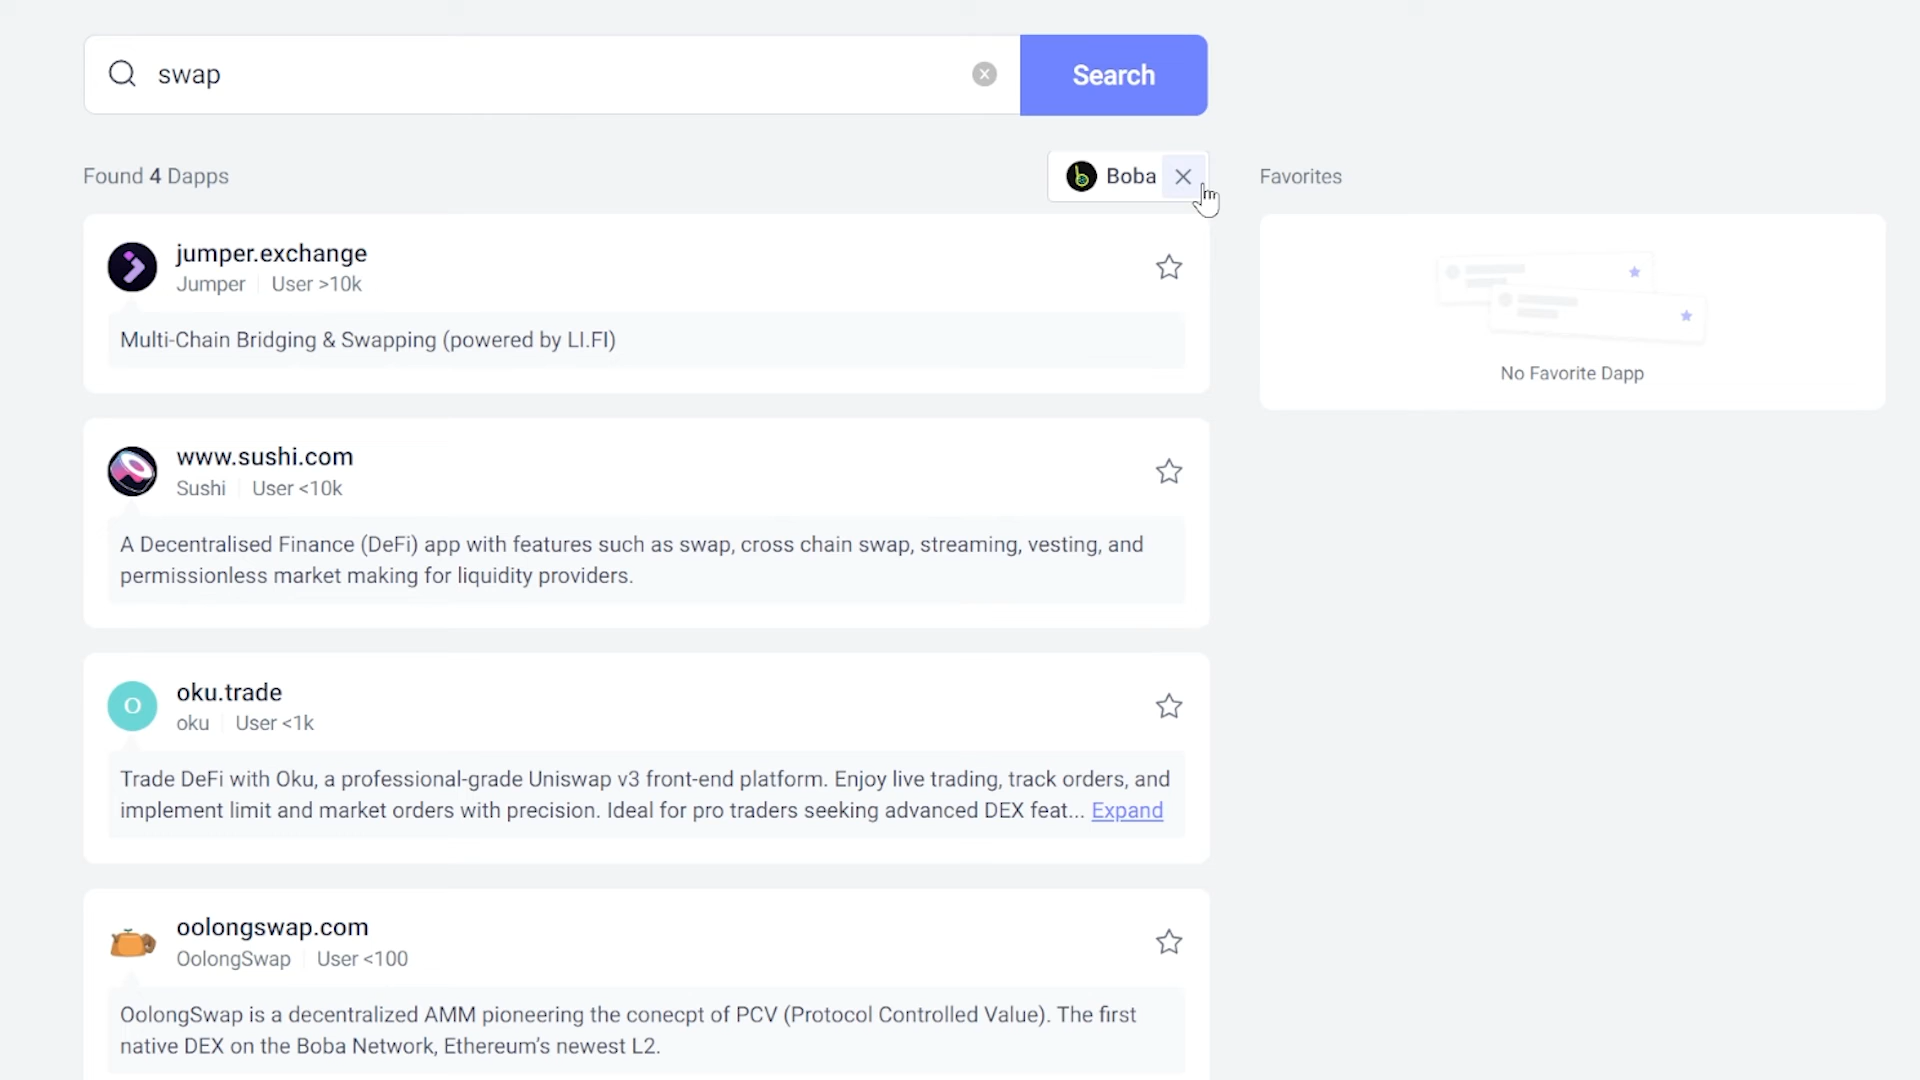 swap
Search
Found 4 Dapps
Boba
Favorites
jumper.exchange
Jumper User >10k
Multi-Chain Bridging & Swapping (powered by LI.FI)
No Favorite Dapp
www.sushi.com
Sushi User <10k
A Decentralised Finance (DeFi) app with features such as swap, cross chain swap, streaming, vesting, and
permissionless market making for liquidity providers.
O
oku.trade
oku User <1k
Trade DeFi with Oku, a professional-grade Uniswap v3 front-end platform. Enjoy live trading, track orders, and
implement limit and market orders with precision. Ideal for pro traders seeking advanced DEX feat... Expand
oolongswap.com
OolongSwap User <100
OolongSwap is a decentralized AMM pioneering the conecpt of PCV (Protocol Controlled Value). The first
native DEX on the Boba Network, Ethereum’s newest L2.